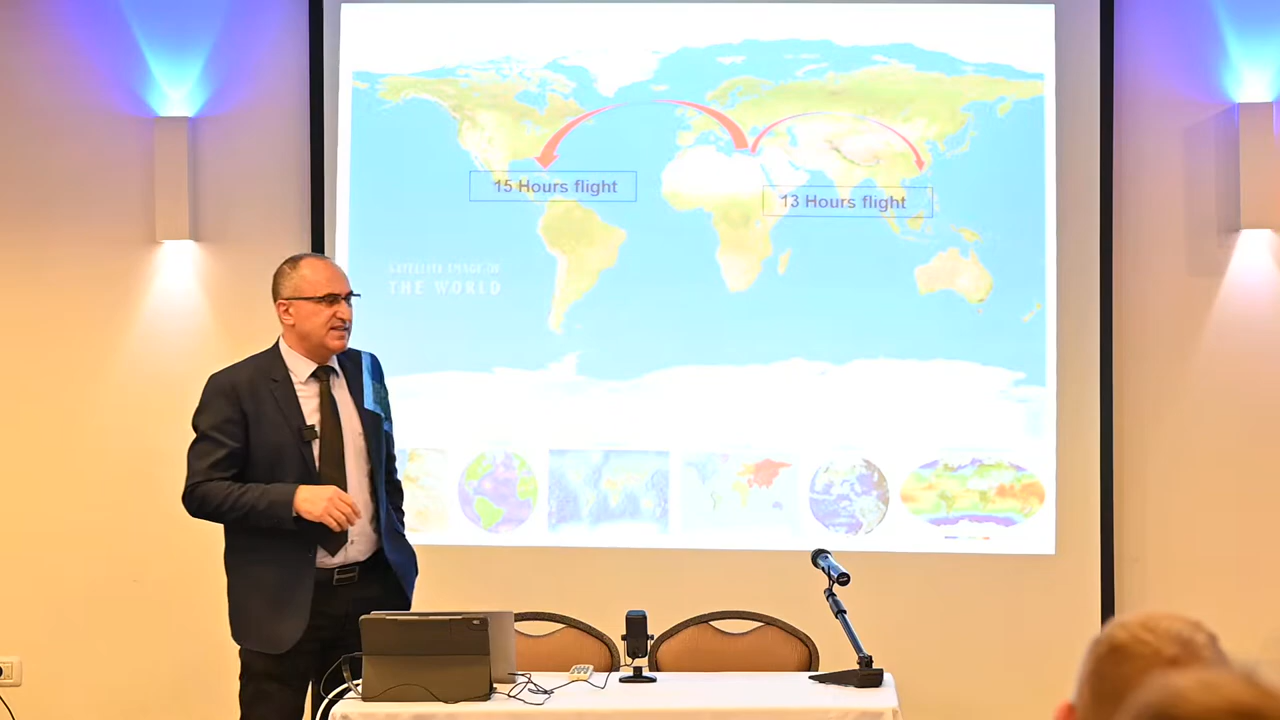 15 Hours flight
13 Hours flight
SATELLITE IMAGE OF
THE WORLD